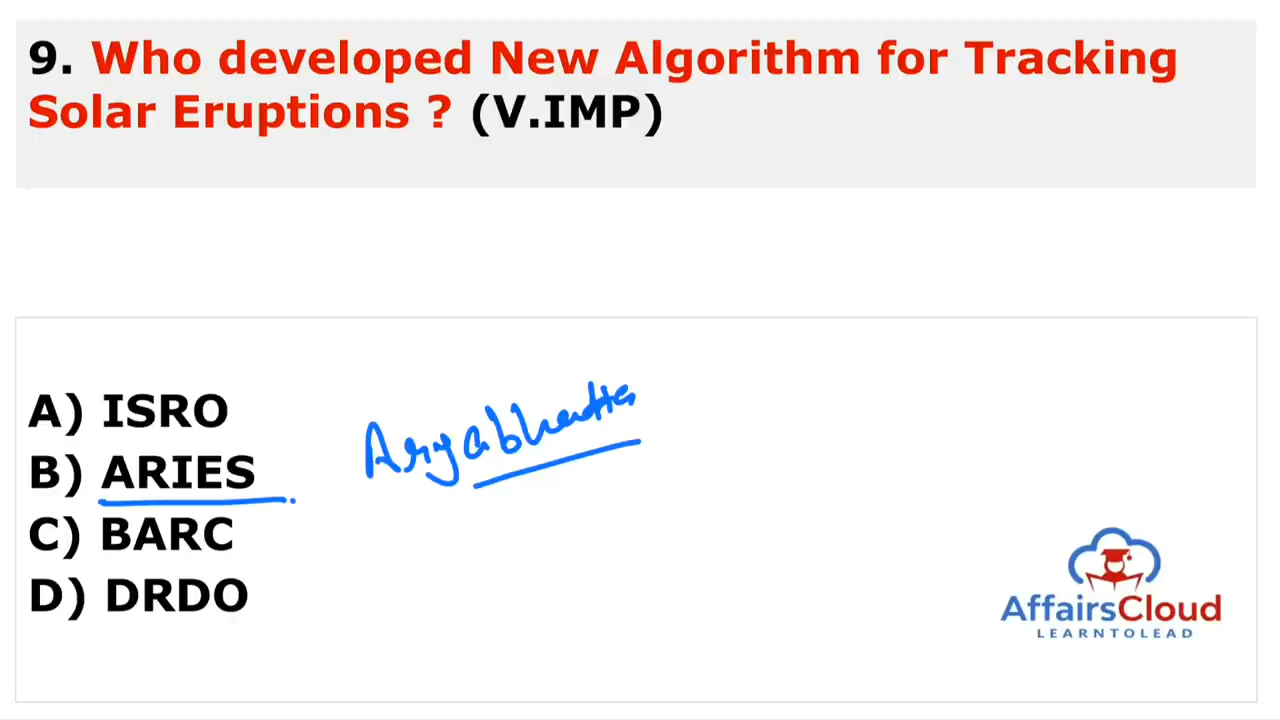 9. Who developed New Algorithm for Tracking
Solar Eruptions ? (V.IMP)
A) ISRO
Aryabhatta
B) ARIES
C) BARC
D) DRDO
AffairsCloud
LEARNTOLEAD